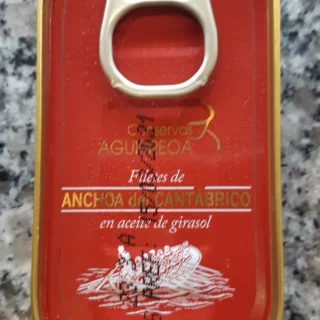 Conservas
AGUIRREOA
Filetes de
ANCHOA del CANTÁBRICO
en aceite de girasol